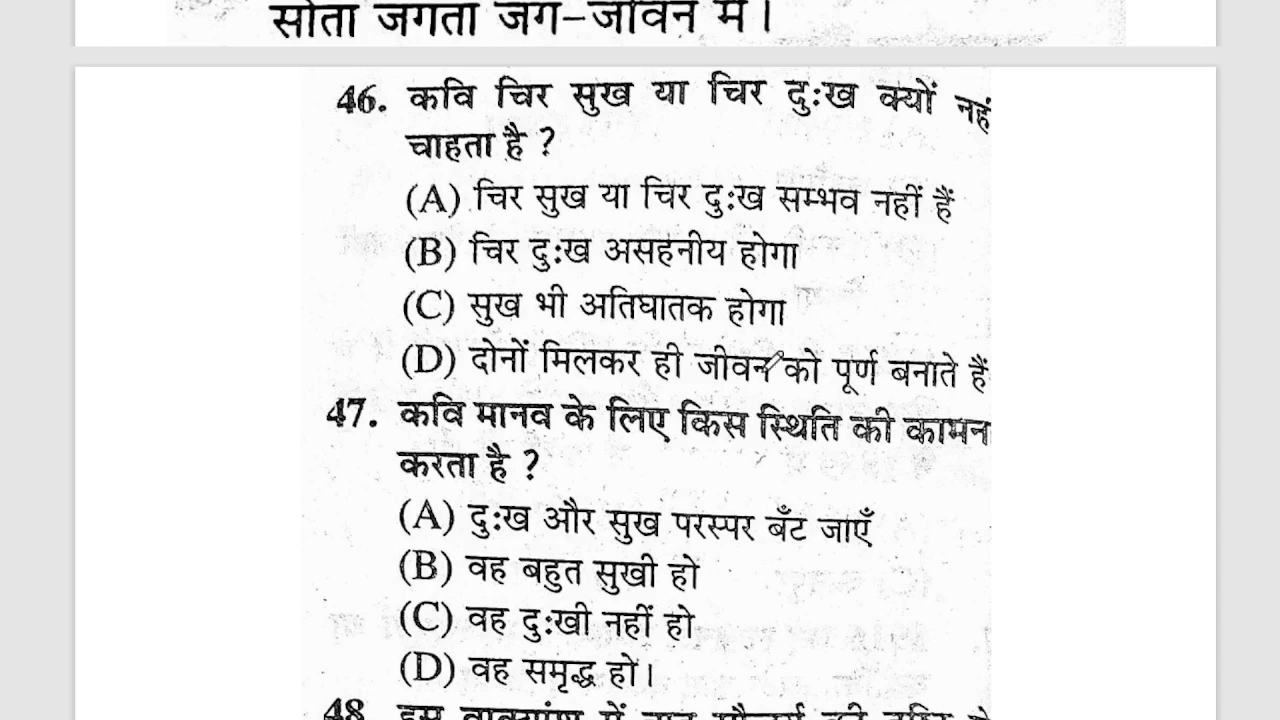 सोता जगता जग-जीवन में।
46. कवि चिर सुख या चिर दुःख क्यों
चाहता है ?
(A) चिर सुख या चिर दुःख सम्भव नहीं हैं
(B) चिर दुःख असहनीय होगा
(C) सुख भी अतिघातक होगा
(D) दोनों मिलकर ही जीवन को पूर्ण बनाते हैं
47. कवि मानव के लिए किस स्थिति की कामन
करता है ?
(A) दुःख और सुख परस्पर बँट जाएँ
(B) वह बहुत सुखी हो
(C) वह दुःखी नहीं हो
(D) वह समृद्ध हो।
48